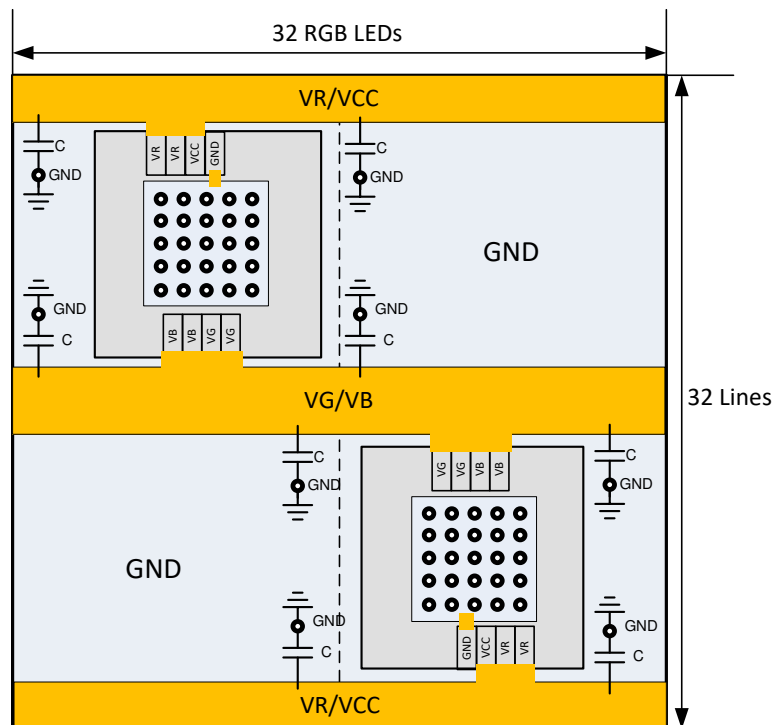 32 RGB LEDs
VR/VCC
C
GND
VR
VR
VCC
GND
C
GND
GND
GND
C
VB
VB
VG
VG
GND
C
VG/VB
32 Lines
C
GND
VG
VG
VB
VB
C
GND
GND
GND
C
GND
VCC
VR
VR
GND
C
VR/VCC